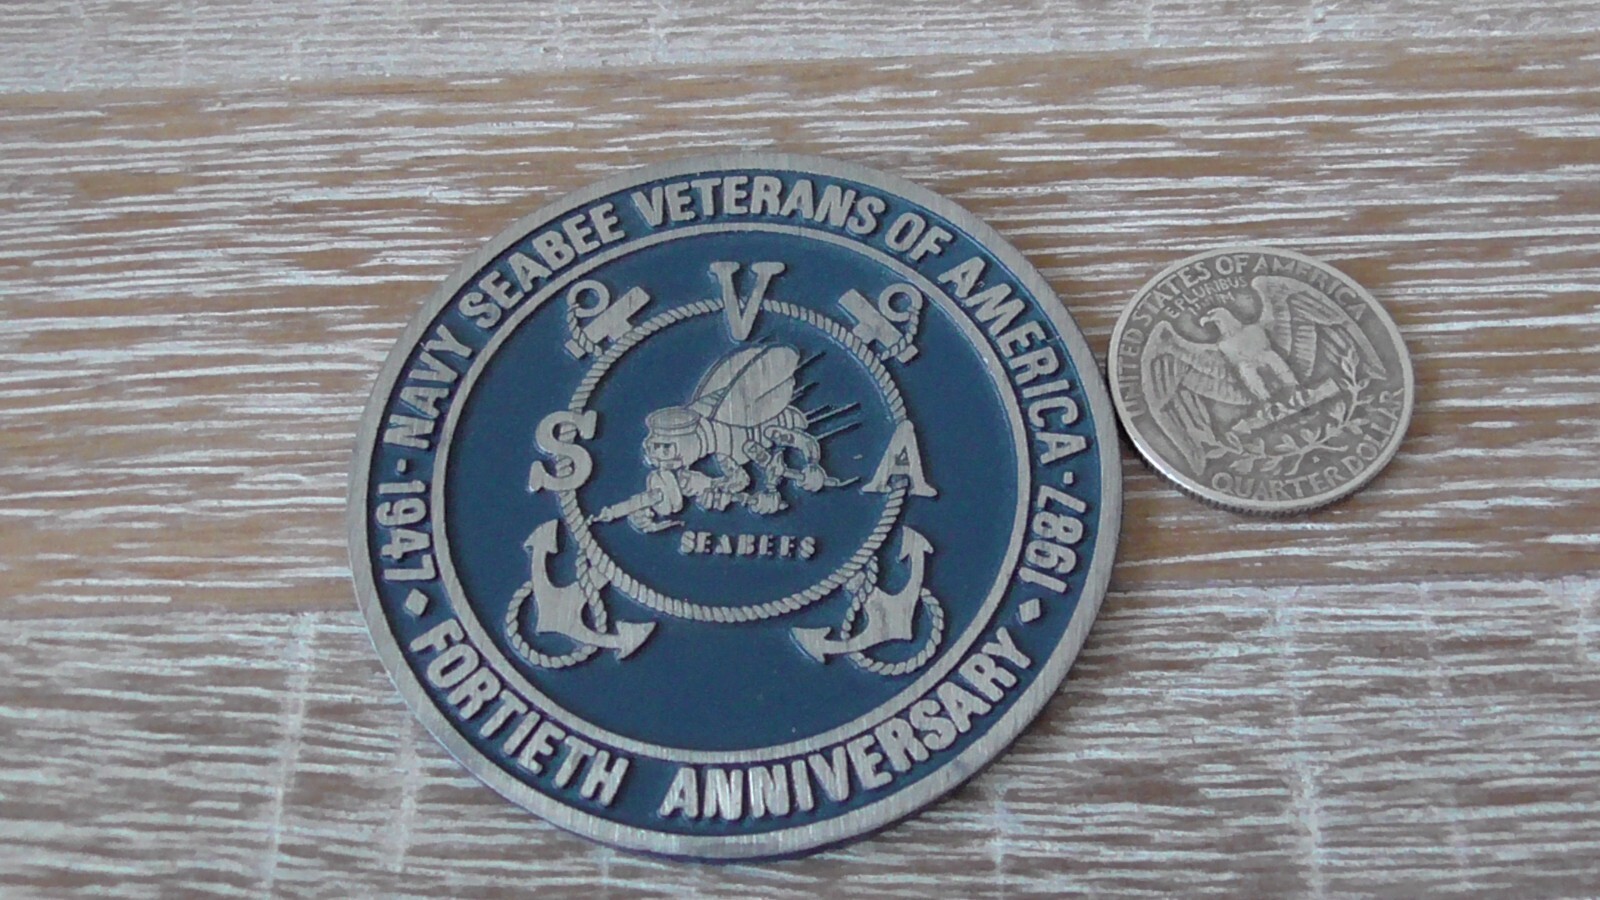 · NAVY SEABEE VETERANS OF AMERICA ·
1947 ♦ FORTIETH ANNIVERSARY ♦ 1987
S V A
SEABEES
UNITED STATES OF AMERICA
E PLURIBUS
UNUM
QUARTER DOLLAR